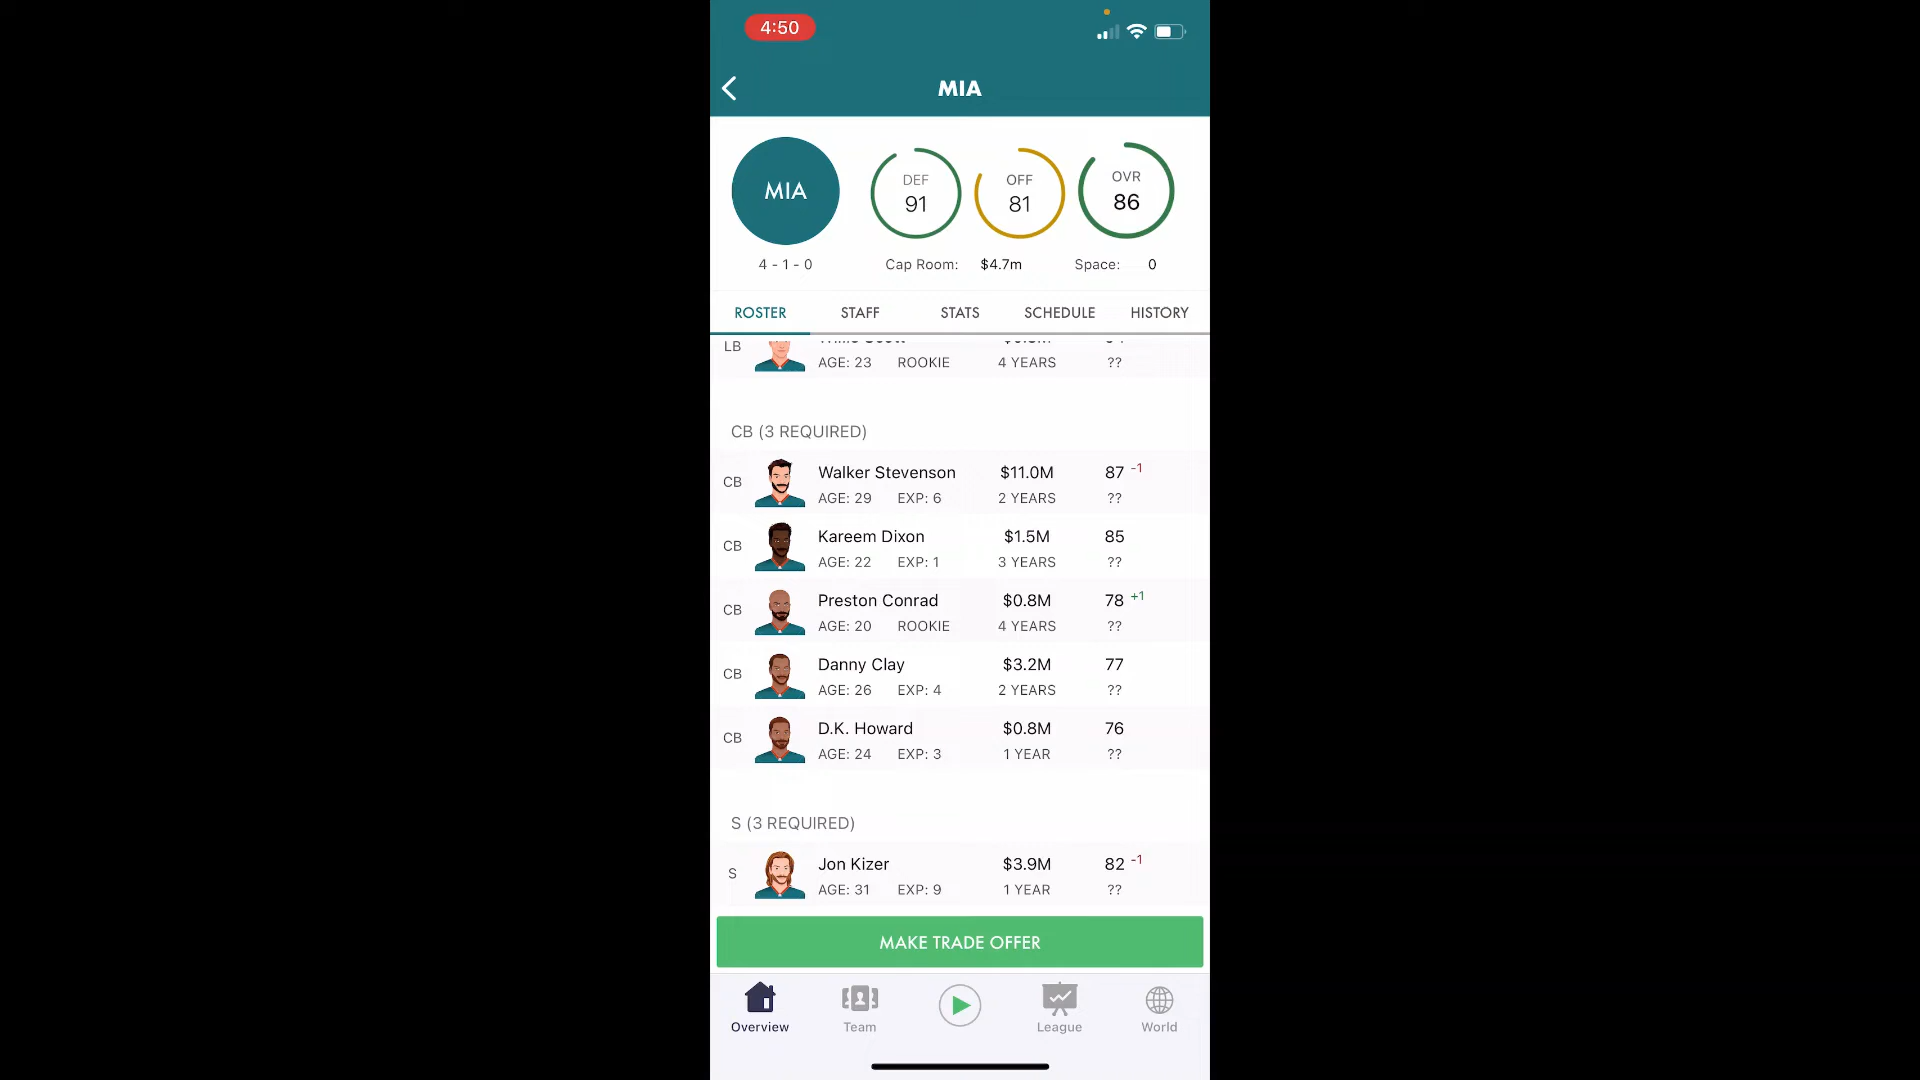 4:50
MIA
MIA
DEF
91
OFF
81
OVR
86
4 - 1 - 0
Cap Room: $4.7m
Space: 0
ROSTER STAFF STATS SCHEDULE HISTORY
LB
AGE: 23 ROOKIE 4 YEARS ??
CB (3 REQUIRED)
CB Walker Stevenson $11.0M 87 -1
AGE: 29 EXP: 6 2 YEARS ??
CB Kareem Dixon $1.5M 85
AGE: 22 EXP: 1 3 YEARS ??
CB Preston Conrad $0.8M 78 +1
AGE: 20 ROOKIE 4 YEARS ??
CB Danny Clay $3.2M 77
AGE: 26 EXP: 4 2 YEARS ??
CB D.K. Howard $0.8M 76
AGE: 24 EXP: 3 1 YEAR ??
S (3 REQUIRED)
S Jon Kizer $3.9M 82 -1
AGE: 31 EXP: 9 1 YEAR ??
MAKE TRADE OFFER
Overview Team League World